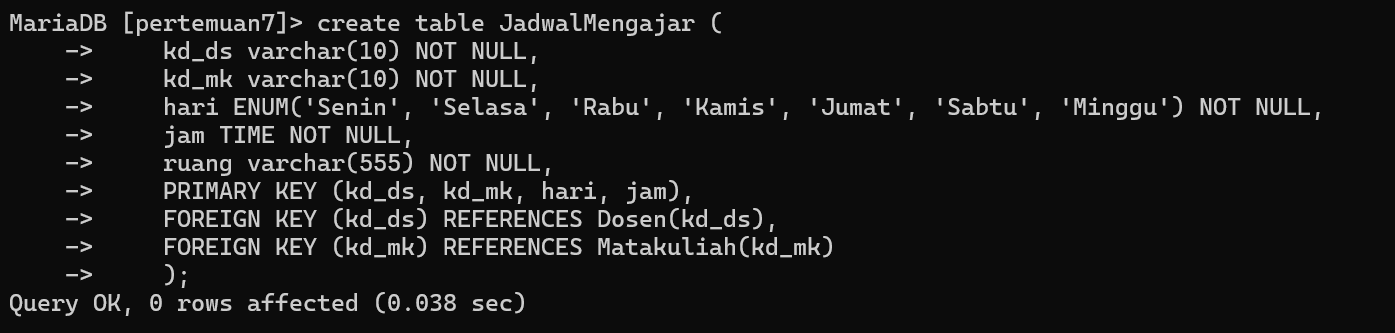 MariaDB [pertemuan7]> create table JadwalMengajar (
    ->     kd_ds varchar(10) NOT NULL,
    ->     kd_mk varchar(10) NOT NULL,
    ->     hari ENUM('Senin', 'Selasa', 'Rabu', 'Kamis', 'Jumat', 'Sabtu', 'Minggu') NOT NULL,
    ->     jam TIME NOT NULL,
    ->     ruang varchar(555) NOT NULL,
    ->     PRIMARY KEY (kd_ds, kd_mk, hari, jam),
    ->     FOREIGN KEY (kd_ds) REFERENCES Dosen(kd_ds),
    ->     FOREIGN KEY (kd_mk) REFERENCES Matakuliah(kd_mk)
    ->     );
Query OK, 0 rows affected (0.038 sec)